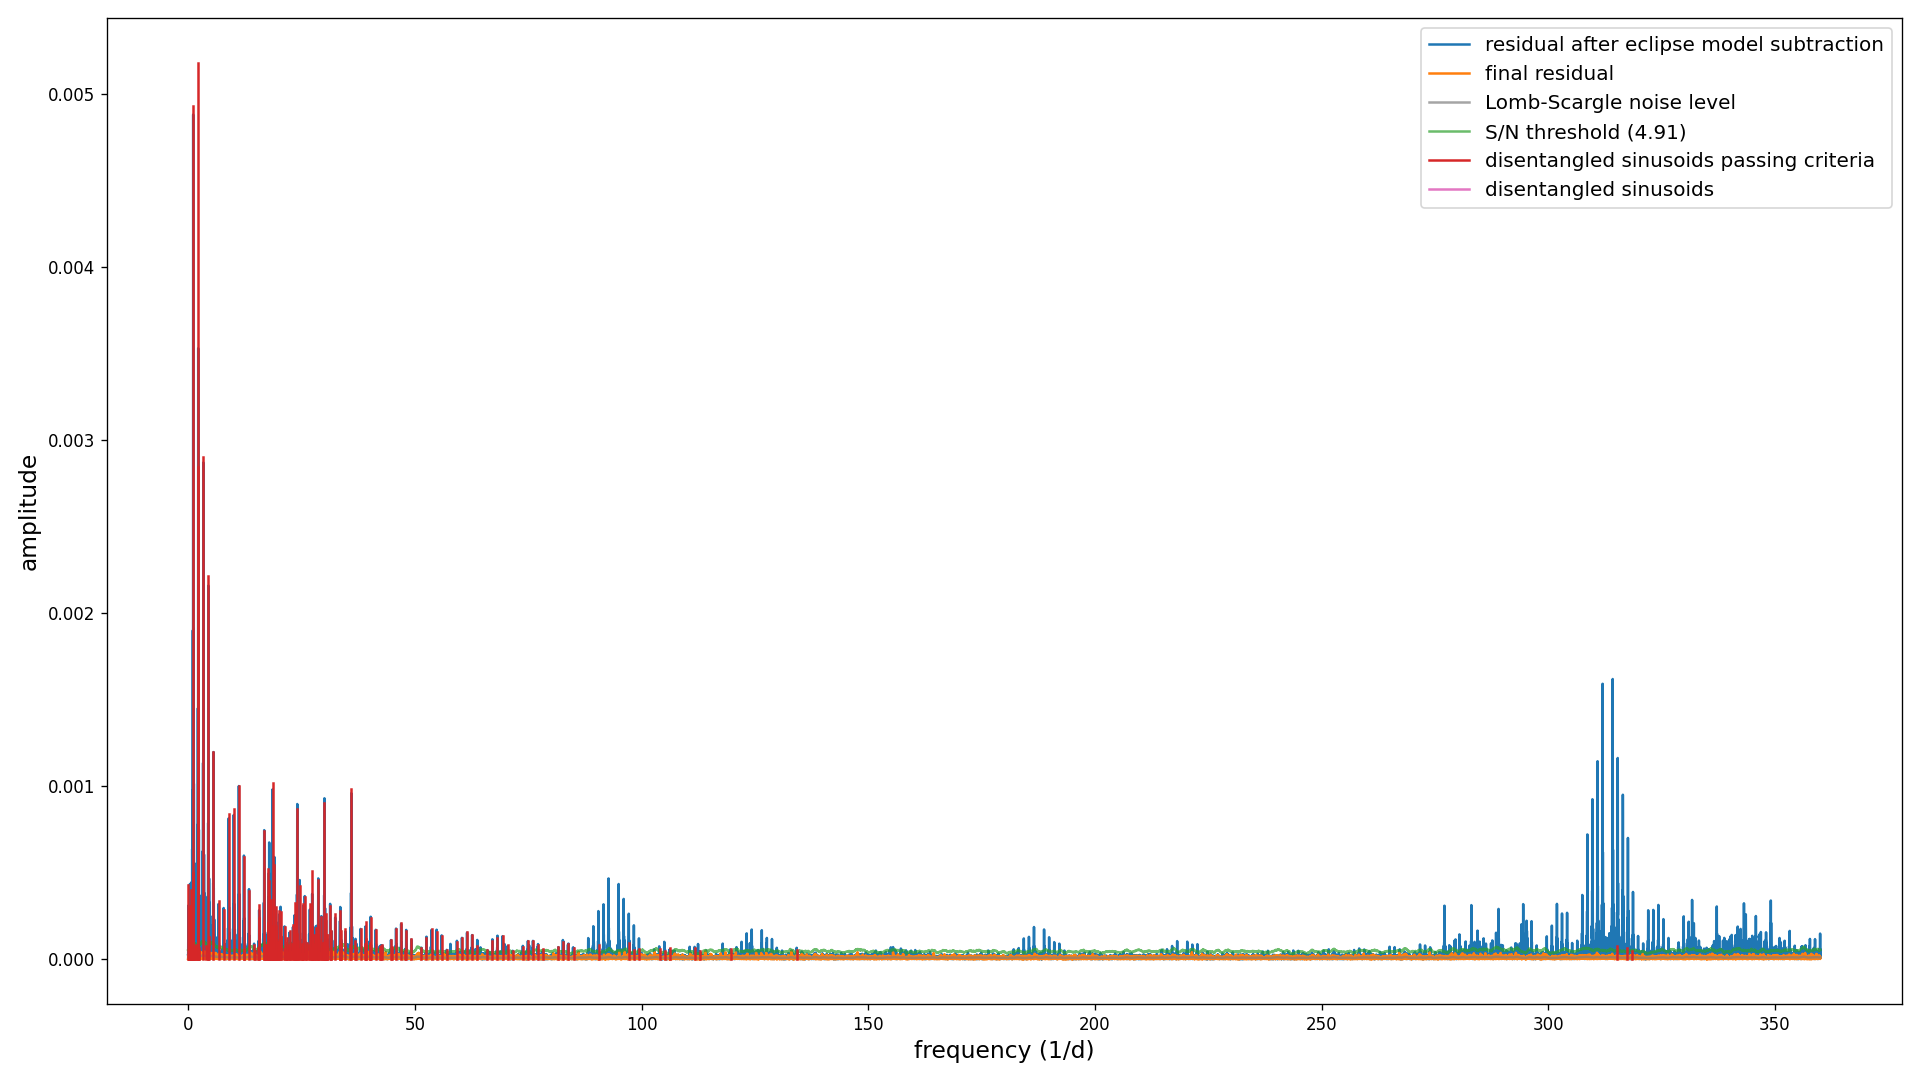 residual after eclipse model subtraction
final residual
Lomb-Scargle noise level
S/N threshold (4.91)
disentangled sinusoids passing criteria
disentangled sinusoids
0.005
0.004
0.003
0.002
0.001
0.000
amplitude
0 50 100 150 200 250 300 350
frequency (1/d)